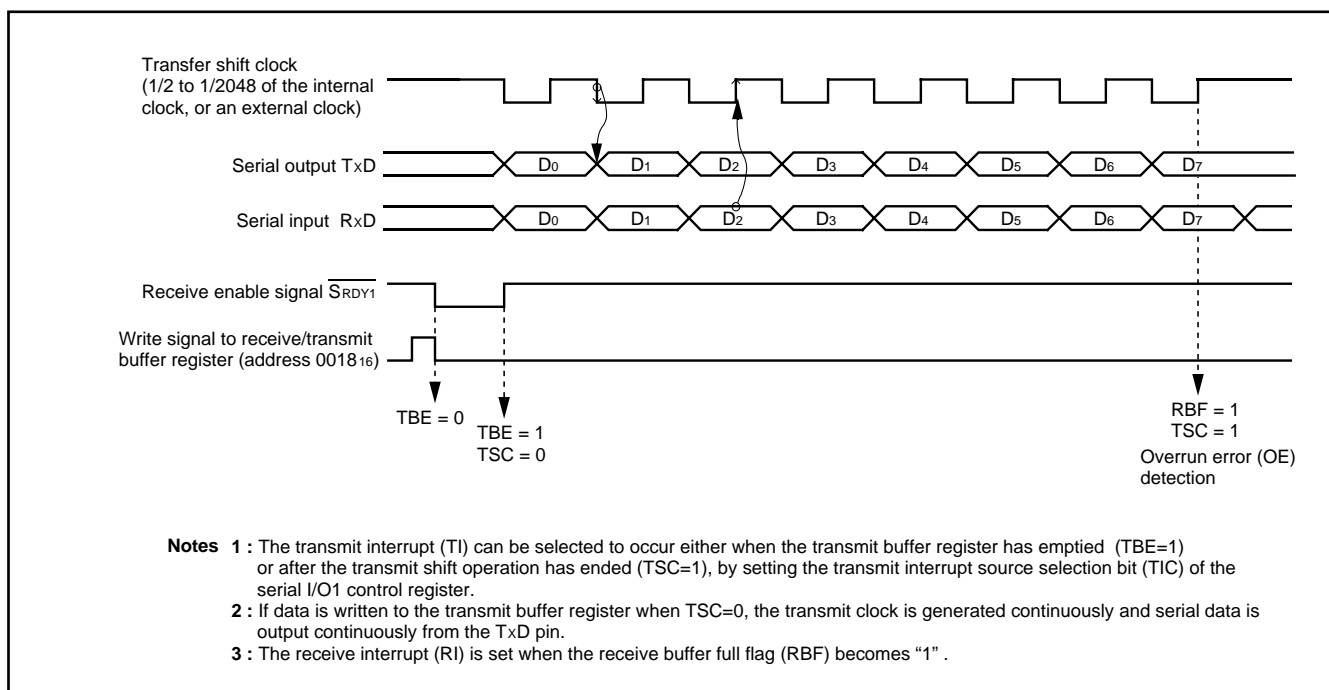 Transfer shift clock
(1/2 to 1/2048 of the internal
clock, or an external clock)
Serial output TxD
D0 D1 D2 D3 D4 D5 D6 D7
Serial input RxD
D0 D1 D2 D3 D4 D5 D6 D7
Receive enable signal SRDY1
Write signal to receive/transmit
buffer register (address 001816)
TBE = 0
TBE = 1
TSC = 0
RBF = 1
TSC = 1
Overrun error (OE)
detection
Notes 1 : The transmit interrupt (TI) can be selected to occur either when the transmit buffer register has emptied (TBE=1)
or after the transmit shift operation has ended (TSC=1), by setting the transmit interrupt source selection bit (TIC) of the
serial I/O1 control register.
2 : If data is written to the transmit buffer register when TSC=0, the transmit clock is generated continuously and serial data is
output continuously from the TxD pin.
3 : The receive interrupt (RI) is set when the receive buffer full flag (RBF) becomes “1” .